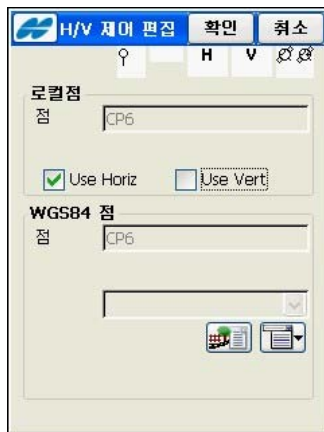 H/V 제어 편집 확인 취소
H V
로컬점
점 CP6
Use Horiz Use Vert
WGS84 점
점 CP6